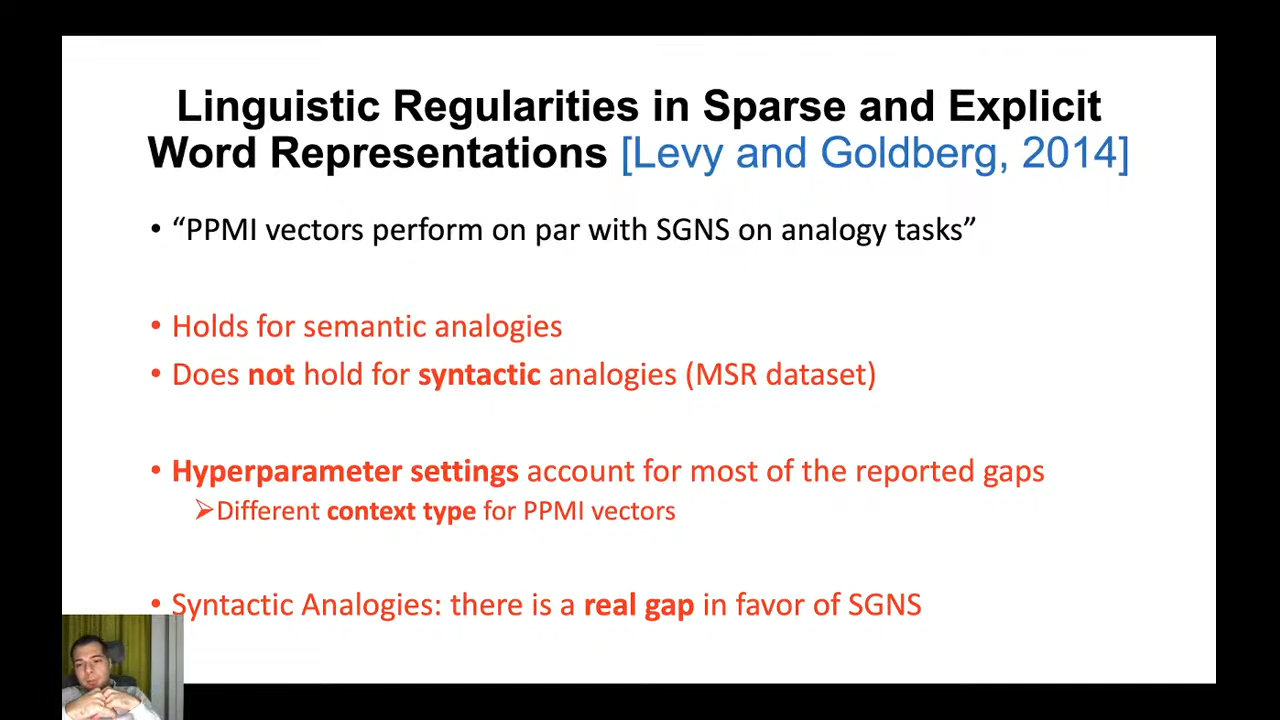 Linguistic Regularities in Sparse and Explicit
Word Representations [Levy and Goldberg, 2014]
• “PPMI vectors perform on par with SGNS on analogy tasks”
• Holds for semantic analogies
• Does not hold for syntactic analogies (MSR dataset)
• Hyperparameter settings account for most of the reported gaps
➢Different context type for PPMI vectors
• Syntactic Analogies: there is a real gap in favor of SGNS